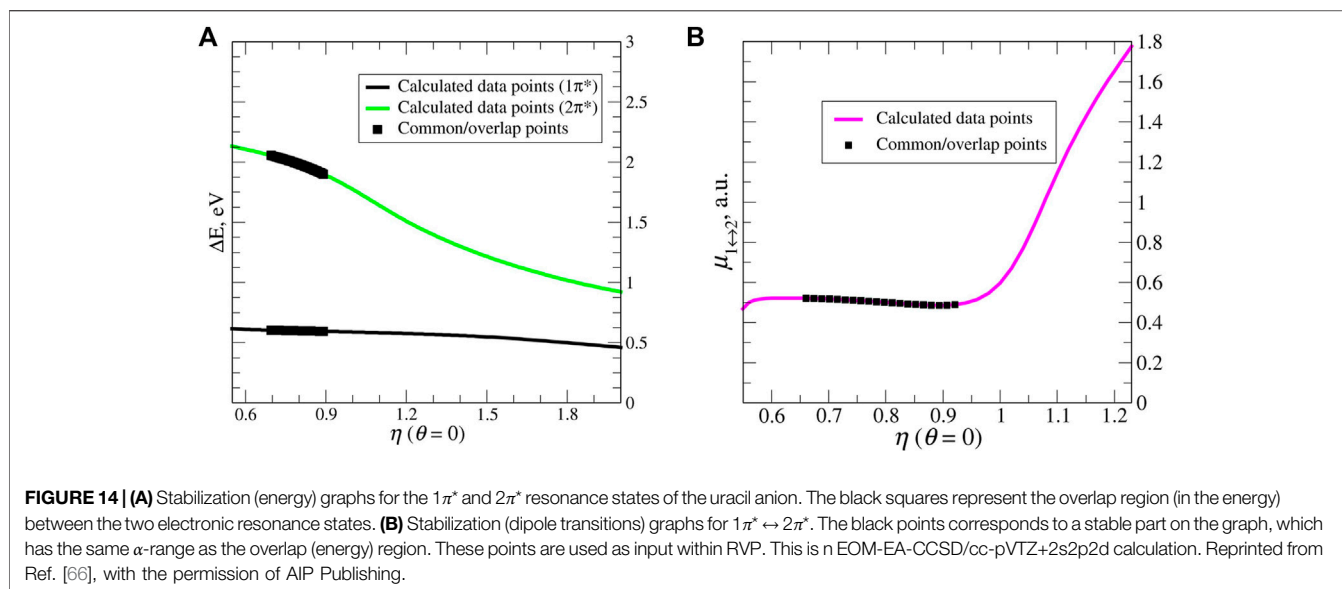 A
3
2.5
2
1.5
1
0.5
0
ΔE, eV
Calculated data points (1π*)
Calculated data points (2π*)
Common/overlap points
0.6 0.9 1.2 1.5 1.8
η (θ = 0)
B
1.8
1.6
1.4
1.2
1
0.8
0.6
0.4
0.2
0
μ1↔2, a.u.
Calculated data points
Common/overlap points
0.6 0.7 0.8 0.9 1 1.1 1.2
η (θ = 0)
FIGURE 14 | (A) Stabilization (energy) graphs for the 1π* and 2π* resonance states of the uracil anion. The black squares represent the overlap region (in the energy)
between the two electronic resonance states. (B) Stabilization (dipole transitions) graphs for 1π* ↔ 2π*. The black points corresponds to a stable part on the graph, which
has the same α-range as the overlap (energy) region. These points are used as input within RVP. This is n EOM-EA-CCSD/cc-pVTZ+2s2p2d calculation. Reprinted from
Ref. [66], with the permission of AIP Publishing.